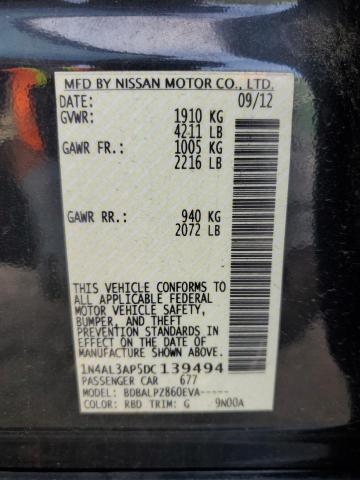 MFD BY NISSAN MOTOR CO., LTD.
DATE: 09/12
GVWR: 1910 KG
4211 LB
GAWR FR.: 1005 KG
2216 LB
GAWR RR.: 940 KG
2072 LB
THIS VEHICLE CONFORMS TO
ALL APPLICABLE FEDERAL
MOTOR VEHICLE SAFETY,
BUMPER, AND THEFT
PREVENTION STANDARDS IN
EFFECT ON THE DATE OF
MANUFACTURE SHOWN ABOVE.
1N4AL3AP5DC139494
PASSENGER CAR 677
MODEL: BDBALPZ860EVA-----
COLOR: RBD TRIM: G 9N00A